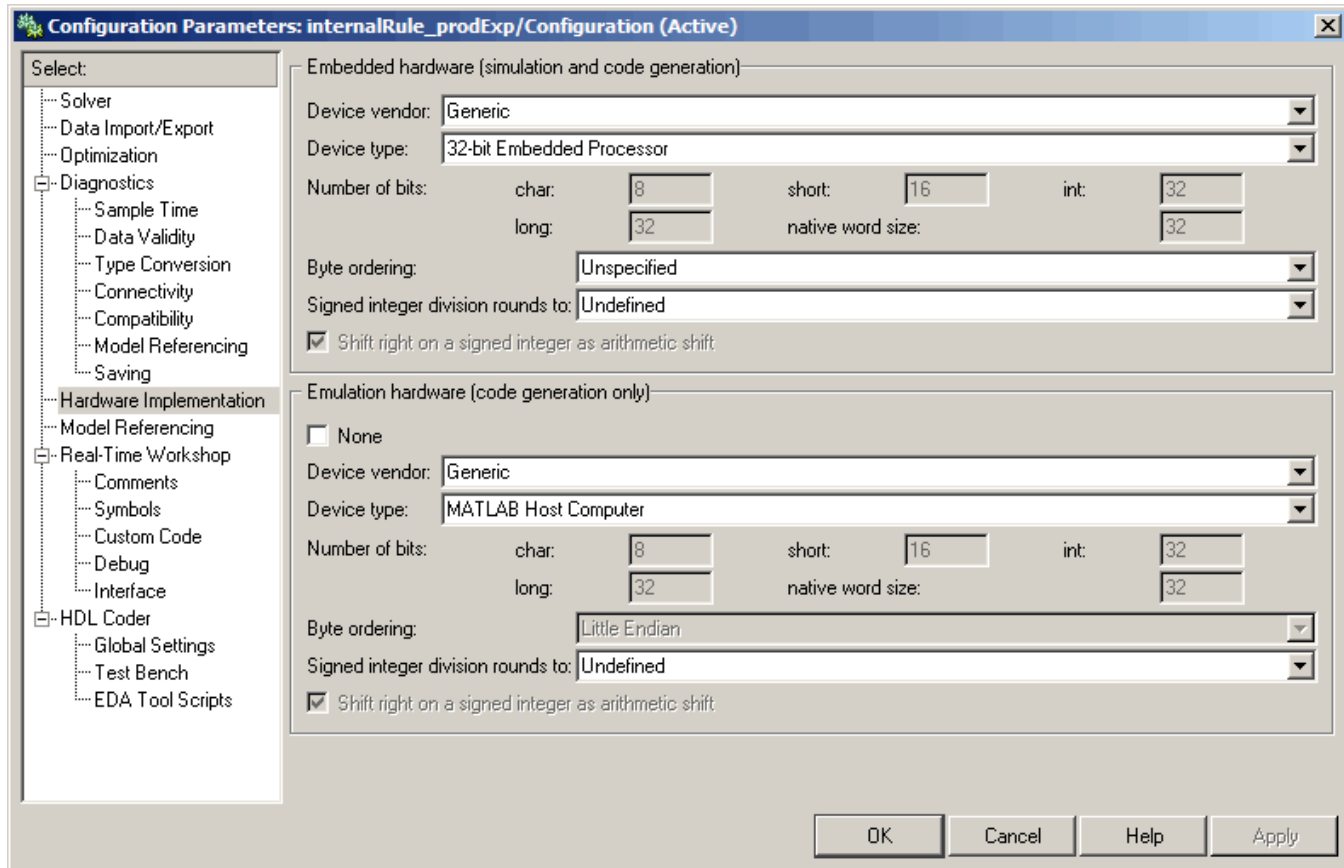 Configuration Parameters: internalRule_prodExp/Configuration (Active)
Select:
Solver
Data Import/Export
Optimization
Diagnostics
Sample Time
Data Validity
Type Conversion
Connectivity
Compatibility
Model Referencing
Saving
Hardware Implementation
Model Referencing
Real-Time Workshop
Comments
Symbols
Custom Code
Debug
Interface
HDL Coder
Global Settings
Test Bench
EDA Tool Scripts
Embedded hardware (simulation and code generation)
Device vendor: Generic
Device type: 32-bit Embedded Processor
Number of bits: char: 8 short: 16 int: 32
long: 32 native word size: 32
Byte ordering: Unspecified
Signed integer division rounds to: Undefined
Shift right on a signed integer as arithmetic shift
Emulation hardware (code generation only)
None
Device vendor: Generic
Device type: MATLAB Host Computer
Number of bits: char: 8 short: 16 int: 32
long: 32 native word size: 32
Byte ordering: Little Endian
Signed integer division rounds to: Undefined
Shift right on a signed integer as arithmetic shift
OK Cancel Help Apply